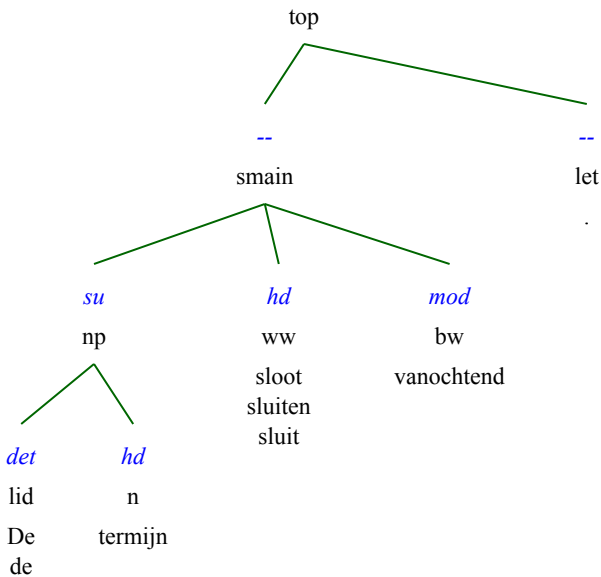 top
-- --
smain let
.
su hd mod
np ww bw
sloot vanochtend
sluiten
sluit
det hd
lid n
De termijn
de